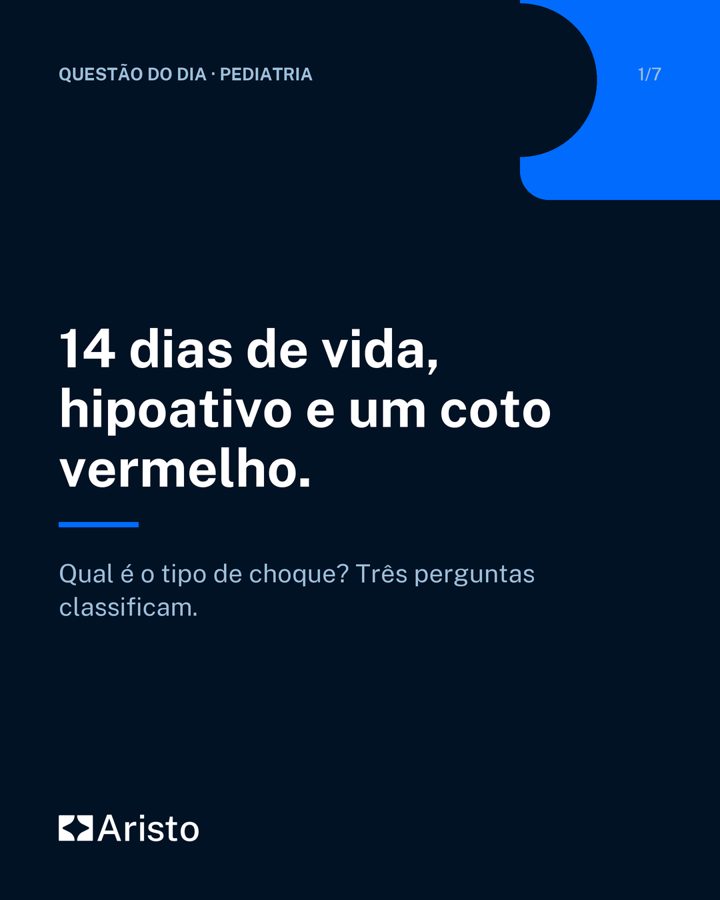 QUESTÃO DO DIA · PEDIATRIA
1/7
14 dias de vida,
hipoativo e um coto
vermelho.
Qual é o tipo de choque? Três perguntas
classificam.
Aristo